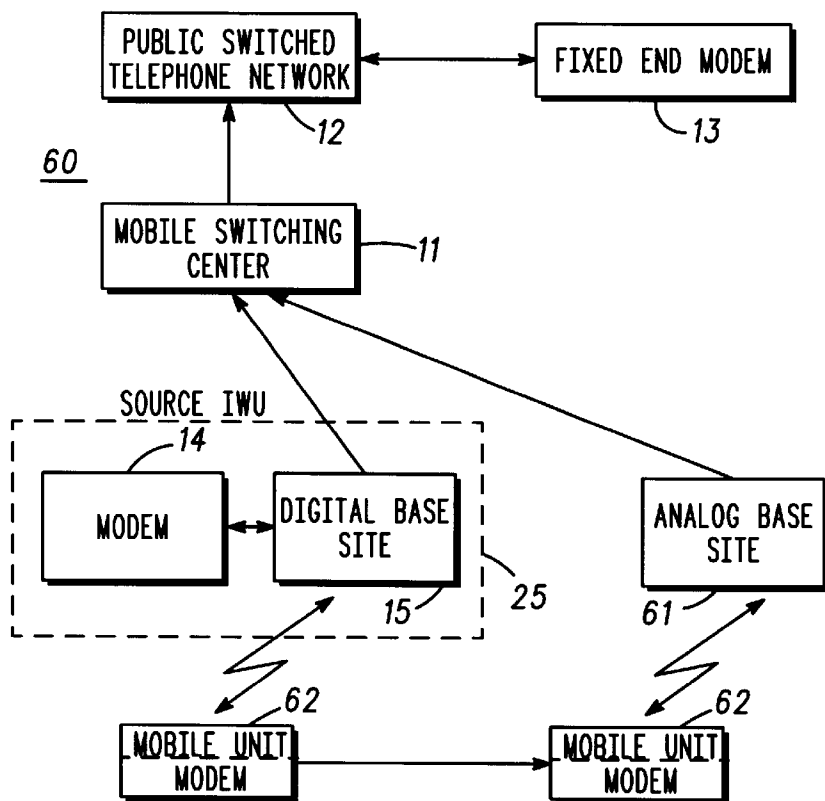 PUBLIC SWITCHED
TELEPHONE NETWORK
12
FIXED END MODEM
13
60
MOBILE SWITCHING
CENTER
11
SOURCE IWU
14
MODEM
DIGITAL BASE
SITE
15
25
ANALOG BASE
SITE
61
62
MOBILE UNIT
MODEM
62
MOBILE UNIT
MODEM